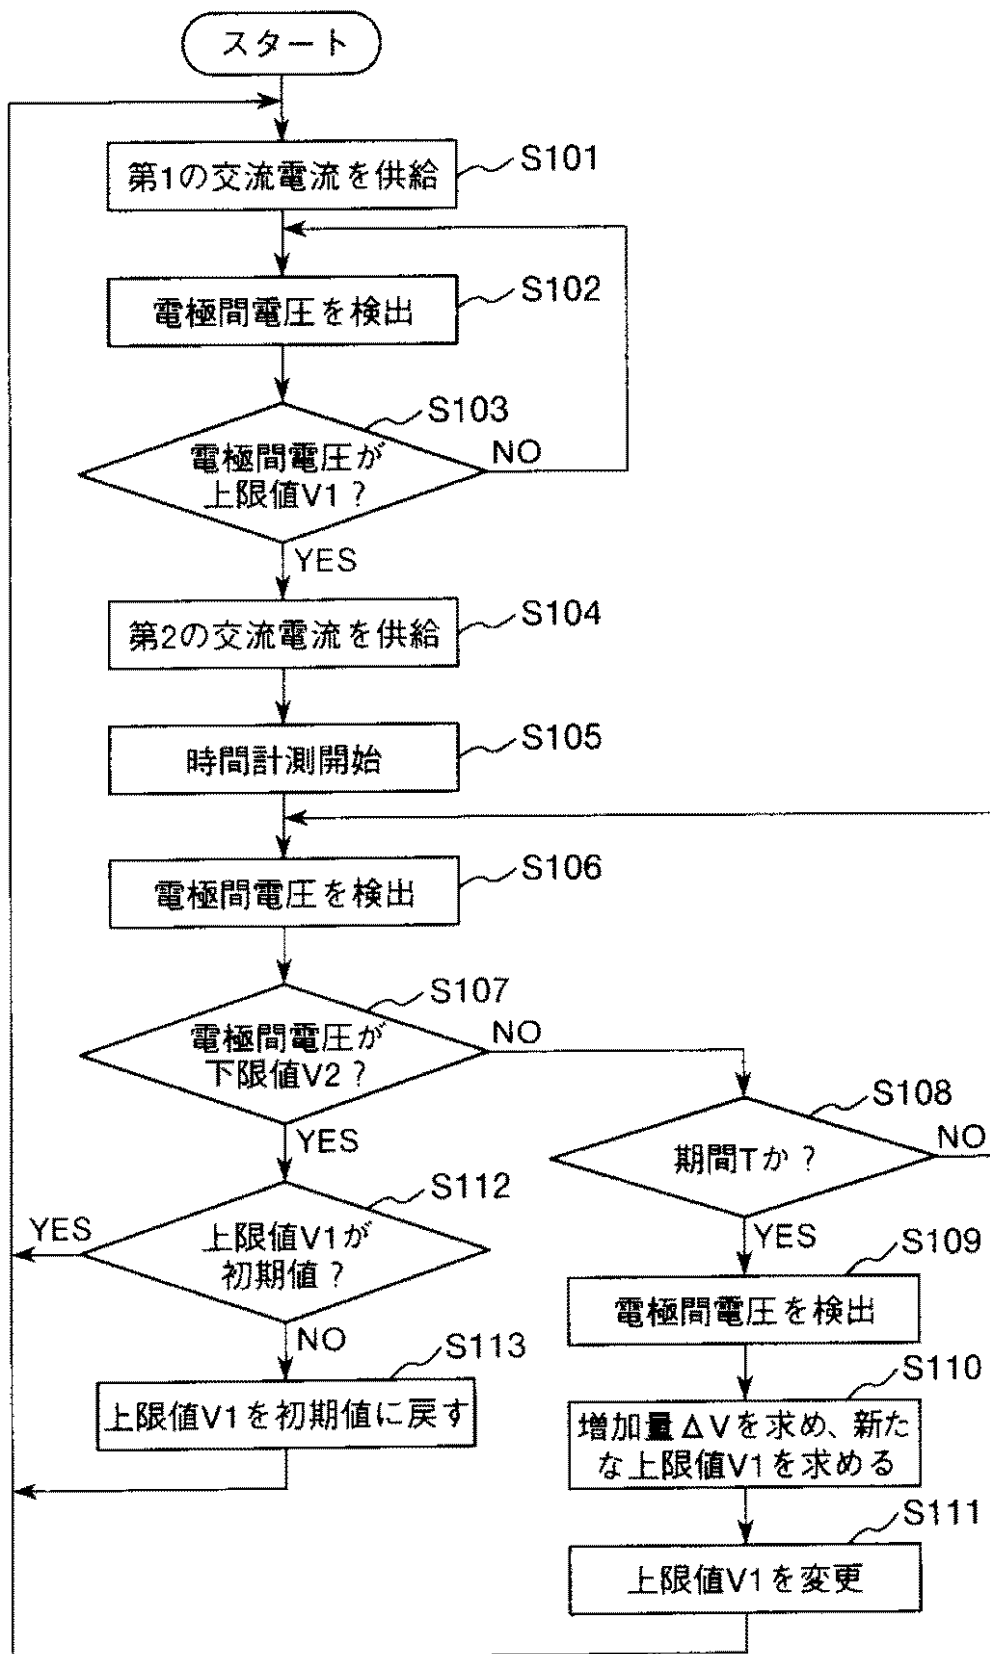 スタート
第1の交流電流を供給
S101
電極間電圧を検出
S102
S103
電極間電圧が
上限値V1？
NO
YES
第2の交流電流を供給
S104
時間計測開始
S105
電極間電圧を検出
S106
S107
電極間電圧が
下限値V2？
NO
YES
S108
期間Tか？
NO
YES
S112
上限値V1が
初期値？
YES
NO
S109
電極間電圧を検出
S113
上限値V1を初期値に戻す
S110
増加量ΔVを求め、新た
な上限値V1を求める
S111
上限値V1を変更